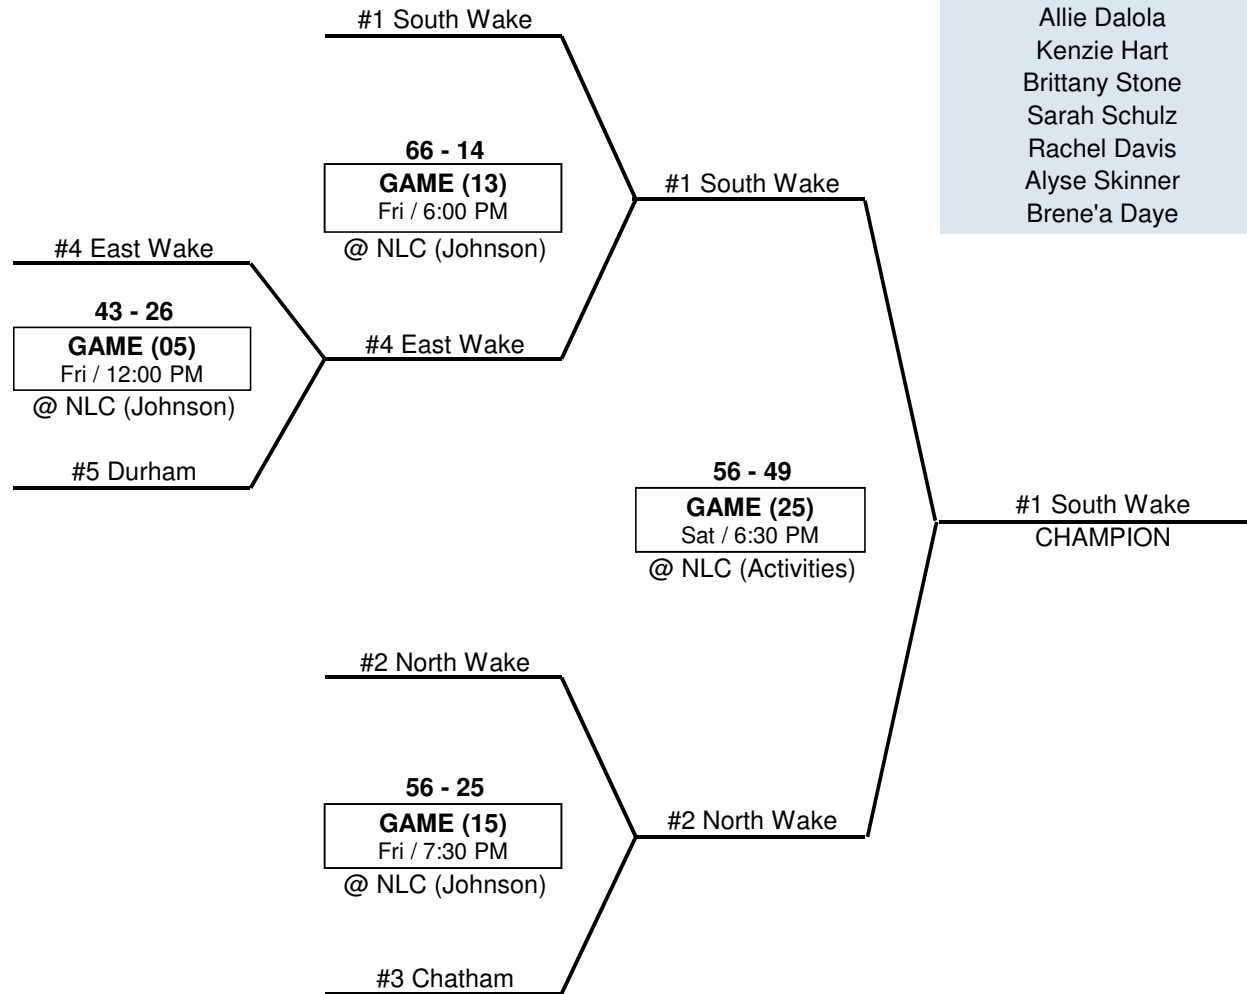 #1 South Wake
Allie Dalola
Kenzie Hart
Brittany Stone
Sarah Schulz
Rachel Davis
Alyse Skinner
Brene'a Daye
66 - 14
GAME (13)
Fri / 6:00 PM
@ NLC (Johnson)
#1 South Wake
#4 East Wake
43 - 26
GAME (05)
Fri / 12:00 PM
@ NLC (Johnson)
#4 East Wake
#5 Durham
56 - 49
GAME (25)
Sat / 6:30 PM
@ NLC (Activities)
#1 South Wake
CHAMPION
#2 North Wake
56 - 25
GAME (15)
Fri / 7:30 PM
@ NLC (Johnson)
#2 North Wake
#3 Chatham